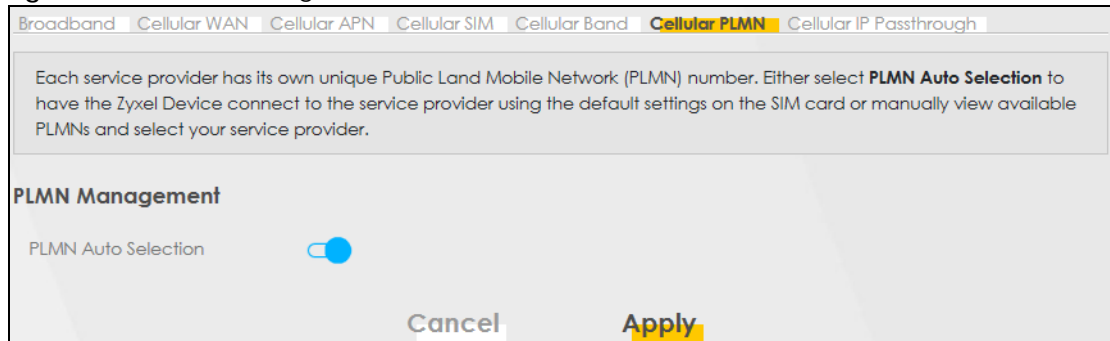 Broadband Cellular WAN Cellular APN Cellular SIM Cellular Band Cellular PLMN Cellular IP Passthrough
Each service provider has its own unique Public Land Mobile Network (PLMN) number. Either select PLMN Auto Selection to
have the Zyxel Device connect to the service provider using the default settings on the SIM card or manually view available
PLMNs and select your service provider.
PLMN Management
PLMN Auto Selection
Cancel Apply